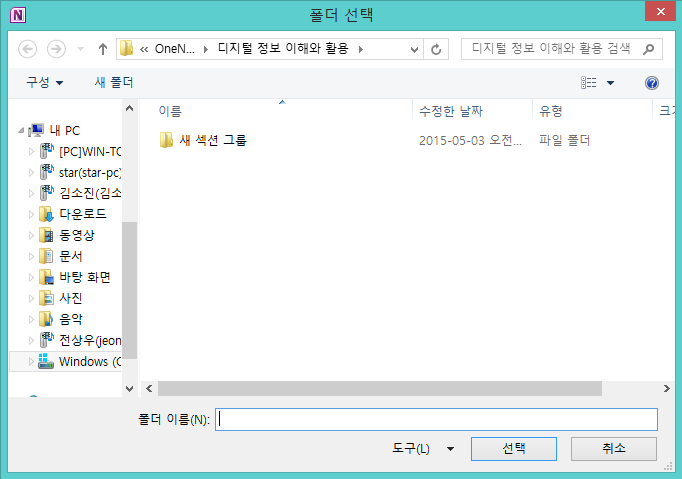 폴더 선택
« OneN... ▸ 디지털 정보 이해와 활용 ▸
디지털 정보 이해와 활용 검색
구성 새 폴더
이름 수정한 날짜 유형 크기
새 섹션 그룹 2015-05-03 오전... 파일 폴더
내 PC
[PC]WIN-TC
star(star-pc)
김소진(김소
다운로드
동영상
문서
바탕 화면
사진
음악
전상우(jeon
Windows (C
폴더 이름(N):
도구(L) 선택 취소